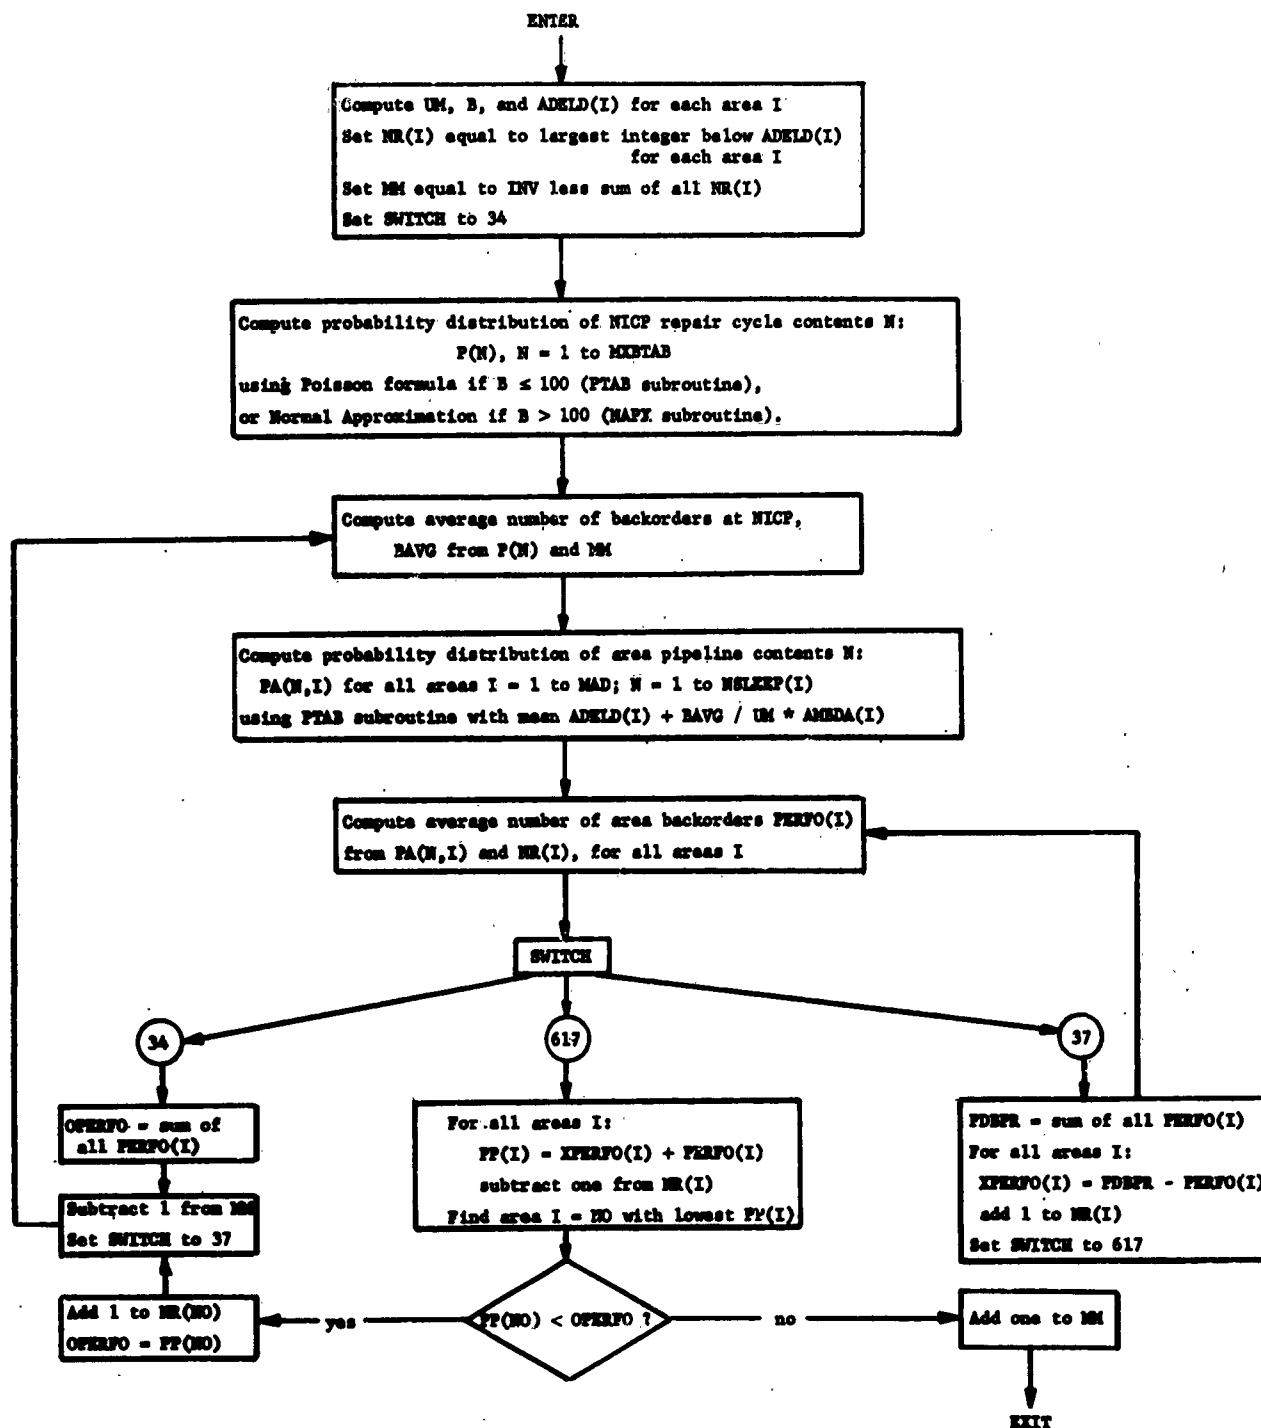 ENTER
Compute UM, B, and ADELD(I) for each area I
Set NR(I) equal to largest integer below ADELD(I)
for each area I
Set MM equal to INV less sum of all NR(I)
Set SWITCH to 34
Compute probability distribution of NICP repair cycle contents N:
P(N), N = 1 to MXBTAB
using Poisson formula if B ≤ 100 (PTAB subroutine),
or Normal Approximation if B > 100 (NAPX subroutine).
Compute average number of backorders at NICP,
BAVG from P(N) and MM
Compute probability distribution of area pipeline contents N:
PA(N,I) for all areas I = 1 to MAD; N = 1 to NSLEEP(I)
using PTAB subroutine with mean ADELD(I) + BAVG / UM * AMBDA(I)
Compute average number of area backorders PERFO(I)
from PA(N,I) and NR(I), for all areas I
SWITCH
34
617
37
OPERFO = sum of
all PERFO(I)
Subtract 1 from MM
Set SWITCH to 37
Add 1 to NR(NO)
OPERFO = PP(NO)
For all areas I:
PP(I) = XPERFO(I) + PERFO(I)
subtract one from NR(I)
Find area I = NO with lowest PP(I)
PP(NO) < OPERFO ?
yes
no
PDBPR = sum of all PERFO(I)
For all areas I:
XPERFO(I) = PDBPR - PERFO(I)
add 1 to NR(I)
Set SWITCH to 617
Add one to MM
EXIT